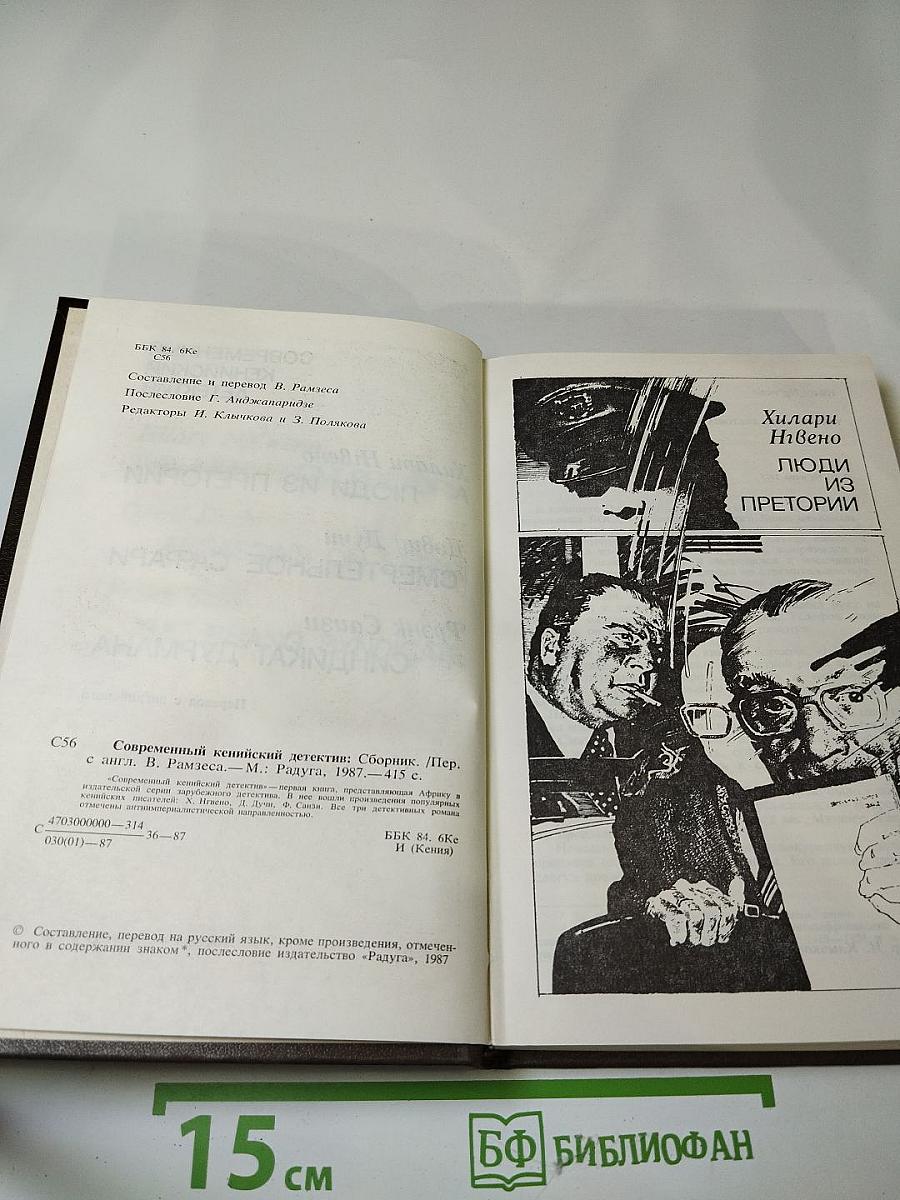 ББК 84. 6Ке
С56
Составление и перевод В. Рамзеса
Послесловие Г. Анджапаридзе
Редакторы И. Клычкова и З. Полякова
С56 Современный кенийский детектив: Сборник. /Пер.
с англ. В. Рамзеса.— М.: Радуга, 1987.— 415 с.
«Современный кенийский детектив» — первая книга, представляющая Африку в
издательской серии зарубежного детектива. В нее вошли произведения популярных
кенийских писателей: Х. Нгвено, Д. Дучи, Ф. Саизи. Все три детективных романа
отмечены антиимпериалистической направленностью.
С 4703000000—314 36—87
030(01)—87
ББК 84. 6Ке
И (Кения)
© Составление, перевод на русский язык, кроме произведения, отмечен-
ного в содержании знаком*, послесловие издательство «Радуга», 1987
Хилари
Нгвено
ЛЮДИ
ИЗ
ПРЕТОРИИ
15 см
БФ БИБЛИОФАН